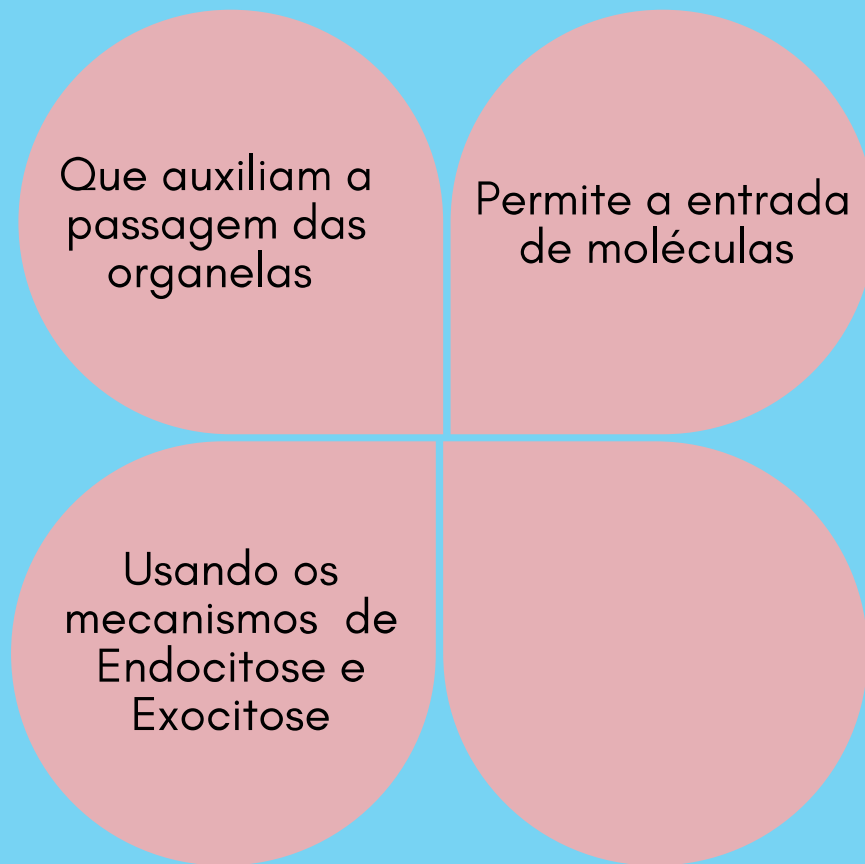 Que auxiliam a
passagem das
organelas
Permite a entrada
de moléculas
Usando os
mecanismos  de
Endocitose e
Exocitose